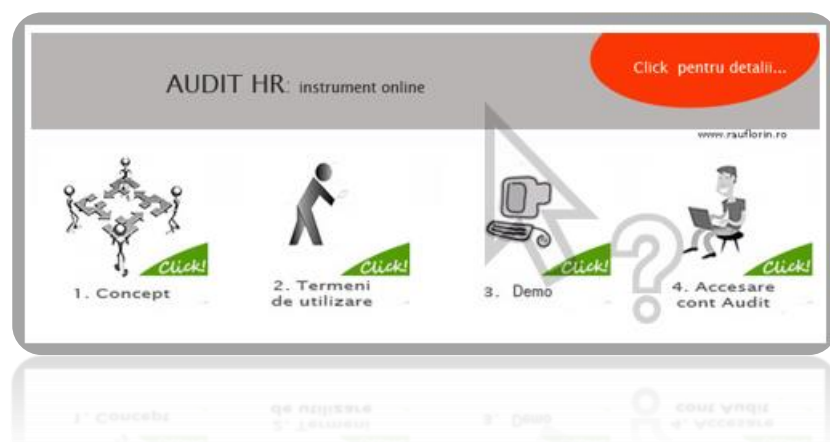 AUDIT HR: instrument online
Click pentru detalii...
www.rauflorin.ro
Click!
1. Concept
Click!
2. Termeni
de utilizare
Click!
3. Demo
Click!
4. Accesare
cont Audit